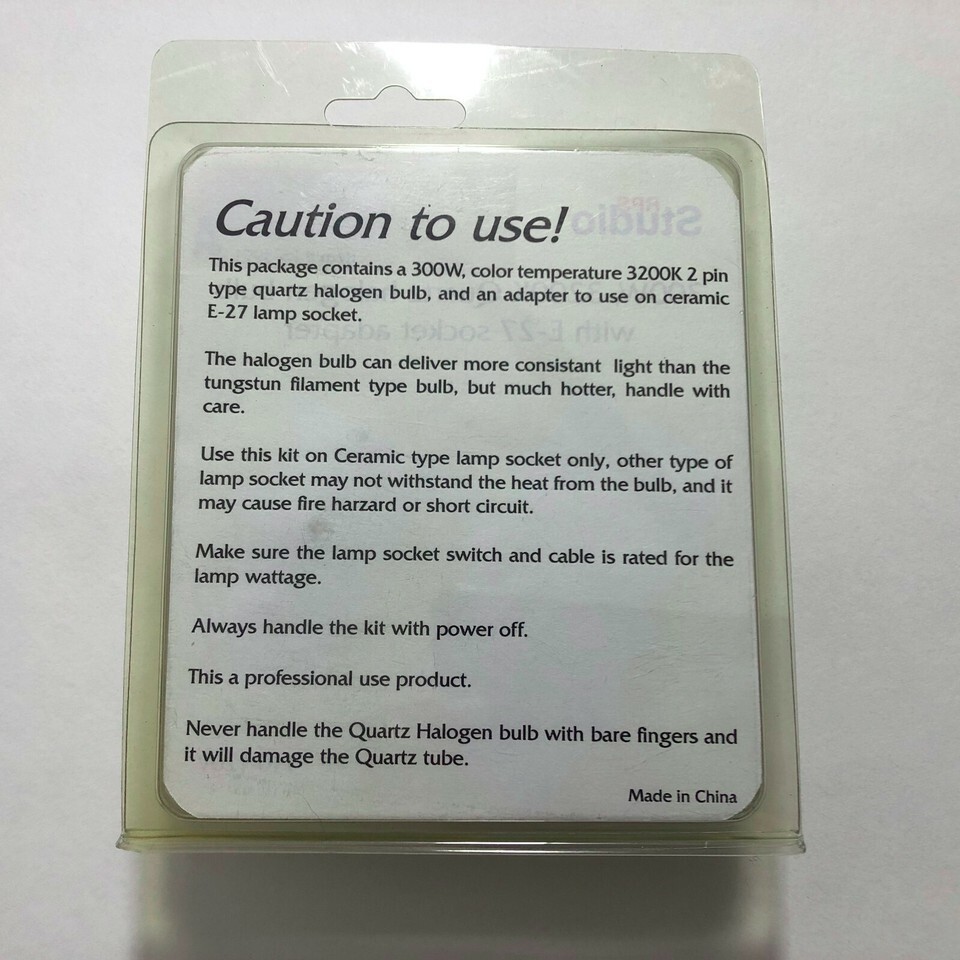 Caution to use!
This package contains a 300W, color temperature 3200K 2 pin
type quartz halogen bulb, and an adapter to use on ceramic
E-27 lamp socket.
The halogen bulb can deliver more consistant light than the
tungstun filament type bulb, but much hotter, handle with
care.
Use this kit on Ceramic type lamp socket only, other type of
lamp socket may not withstand the heat from the bulb, and it
may cause fire harzard or short circuit.
Make sure the lamp socket switch and cable is rated for the
lamp wattage.
Always handle the kit with power off.
This a professional use product.
Never handle the Quartz Halogen bulb with bare fingers and
it will damage the Quartz tube.
Made in China
RPS
Studio
with E-27 socket adapter